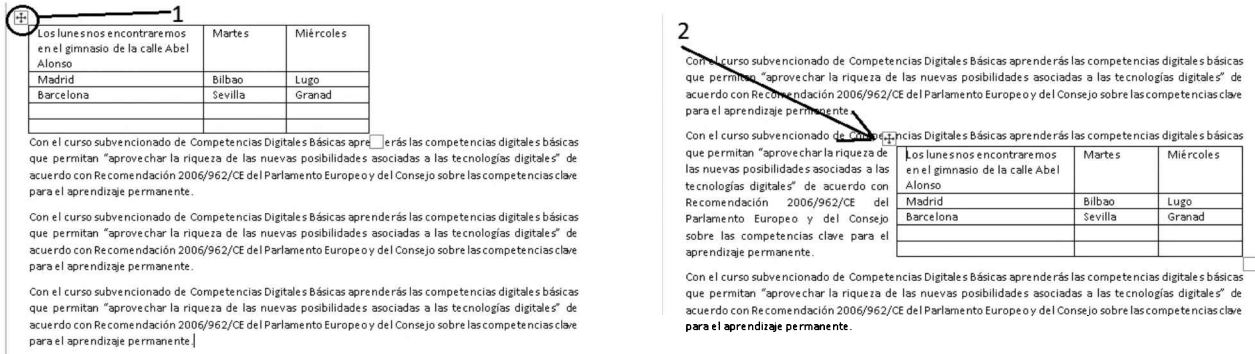 1
Los lunes nos encontraremos en el gimnasio de la calle Abel Alonso Martes Miércoles
Madrid Bilbao Lugo
Barcelona Sevilla Granad
Con el curso subvencionado de Competencias Digitales Básicas apre erás las competencias digitales básicas
que permitan “aprovechar la riqueza de las nuevas posibilidades asociadas a las tecnologías digitales” de
acuerdo con Recomendación 2006/962/CE del Parlamento Europeo y del Consejo sobre las competencias clave
para el aprendizaje permanente.
Con el curso subvencionado de Competencias Digitales Básicas aprenderás las competencias digitales básicas
que permitan “aprovechar la riqueza de las nuevas posibilidades asociadas a las tecnologías digitales” de
acuerdo con Recomendación 2006/962/CE del Parlamento Europeo y del Consejo sobre las competencias clave
para el aprendizaje permanente.
Con el curso subvencionado de Competencias Digitales Básicas aprenderás las competencias digitales básicas
que permitan “aprovechar la riqueza de las nuevas posibilidades asociadas a las tecnologías digitales” de
acuerdo con Recomendación 2006/962/CE del Parlamento Europeo y del Consejo sobre las competencias clave
para el aprendizaje permanente.
2
Con el curso subvencionado de Competencias Digitales Básicas aprenderás las competencias digitales básicas
que permitan “aprovechar la riqueza de las nuevas posibilidades asociadas a las tecnologías digitales” de
acuerdo con Recomendación 2006/962/CE del Parlamento Europeo y del Consejo sobre las competencias clave
para el aprendizaje permanente.
Con el curso subvencionado de Competencias Digitales Básicas aprenderás las competencias digitales básicas
que permitan “aprovechar la riqueza de
las nuevas posibilidades asociadas a las
tecnologías digitales” de acuerdo con
Recomendación 2006/962/CE del
Parlamento Europeo y del Consejo
sobre las competencias clave para el
aprendizaje permanente.
Los lunes nos encontraremos en el gimnasio de la calle Abel Alonso Martes Miércoles
Madrid Bilbao Lugo
Barcelona Sevilla Granad
Con el curso subvencionado de Competencias Digitales Básicas aprenderás las competencias digitales básicas
que permitan “aprovechar la riqueza de las nuevas posibilidades asociadas a las tecnologías digitales” de
acuerdo con Recomendación 2006/962/CE del Parlamento Europeo y del Consejo sobre las competencias clave
para el aprendizaje permanente.